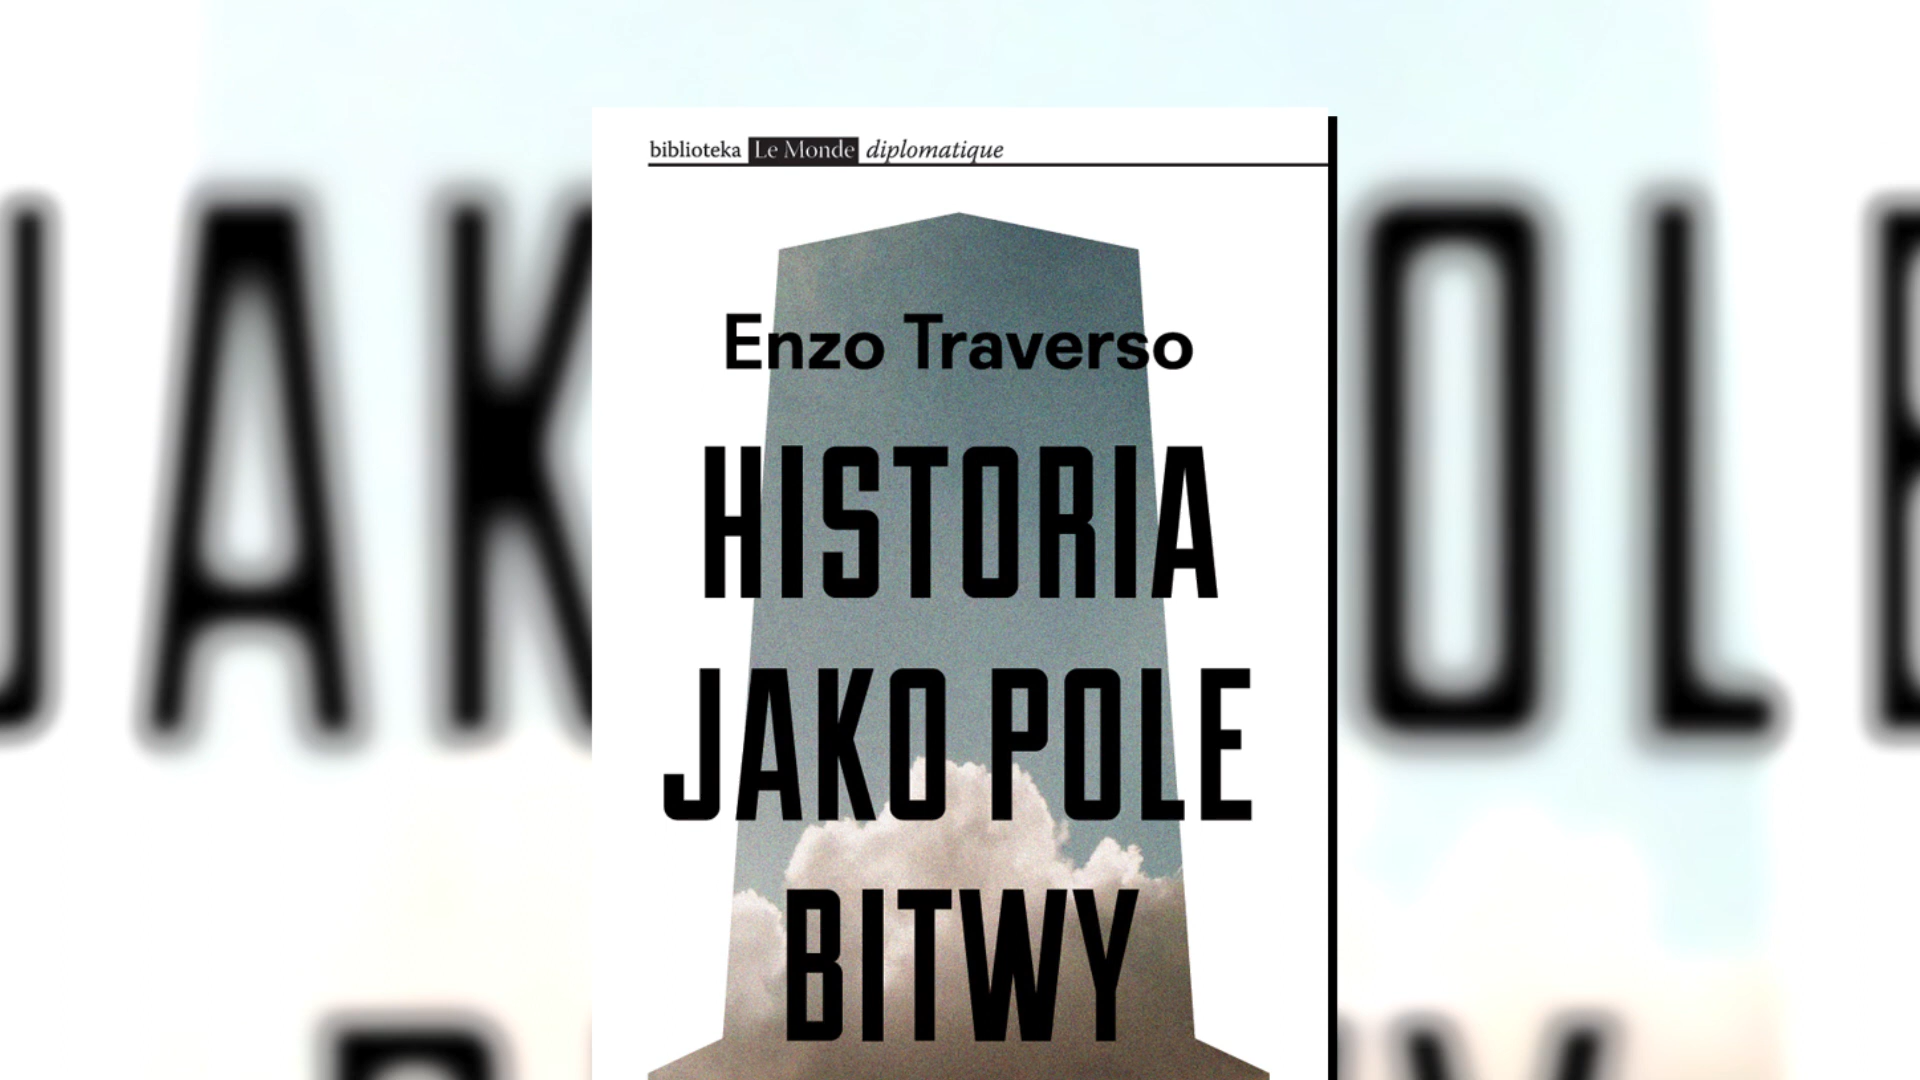 biblioteka Le Monde diplomatique
Enzo Traverso
HISTORIA
JAKO POLE
BITWY